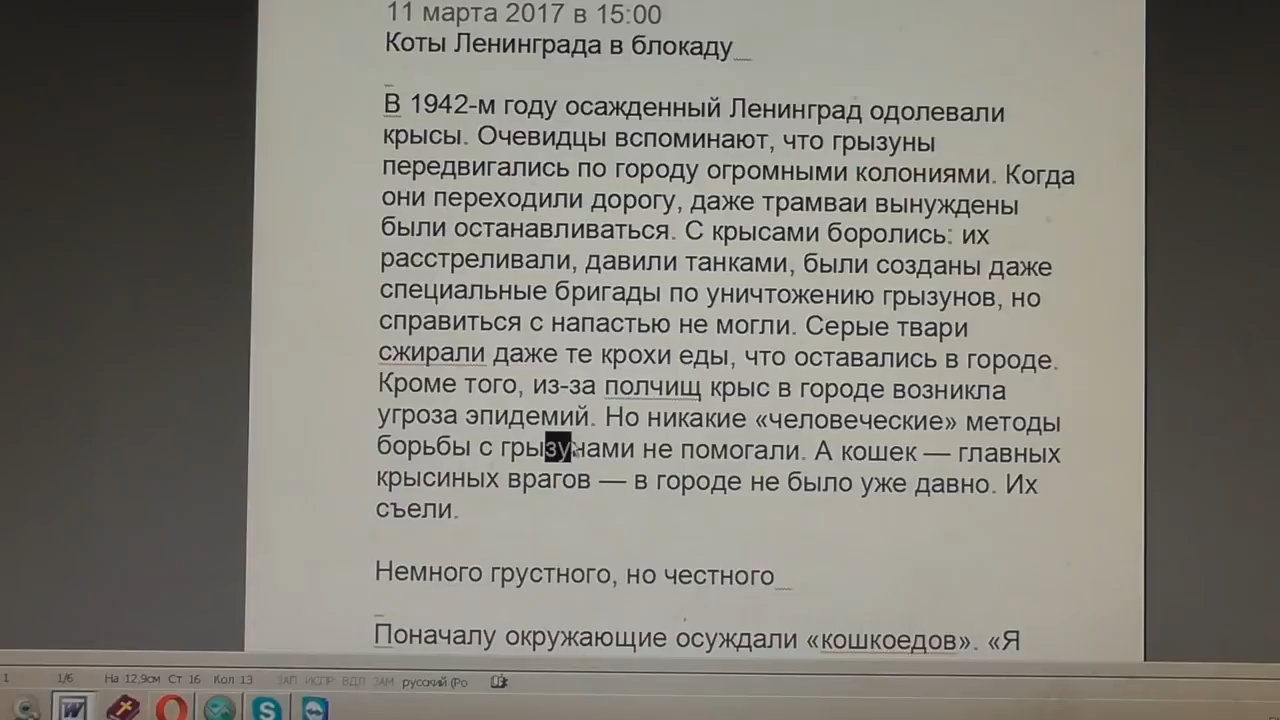 11 марта 2017 в 15:00
Коты Ленинграда в блокаду
В 1942-м году осажденный Ленинград одолевали
крысы. Очевидцы вспоминают, что грызуны
передвигались по городу огромными колониями. Когда
они переходили дорогу, даже трамваи вынуждены
были останавливаться. С крысами боролись: их
расстреливали, давили танками, были созданы даже
специальные бригады по уничтожению грызунов, но
справиться с напастью не могли. Серые твари
сжирали даже те крохи еды, что оставались в городе.
Кроме того, из-за полчищ крыс в городе возникла
угроза эпидемий. Но никакие «человеческие» методы
борьбы с грызунами не помогали. А кошек — главных
крысиных врагов — в городе не было уже давно. Их
съели.
Немного грустного, но честного
Поначалу окружающие осуждали «кошкоедов». «Я
1 1/6 На 12,9см Ст 16 Кол 13 ЗАП ИСПР ВДЛ ЗАМ русский (Ро